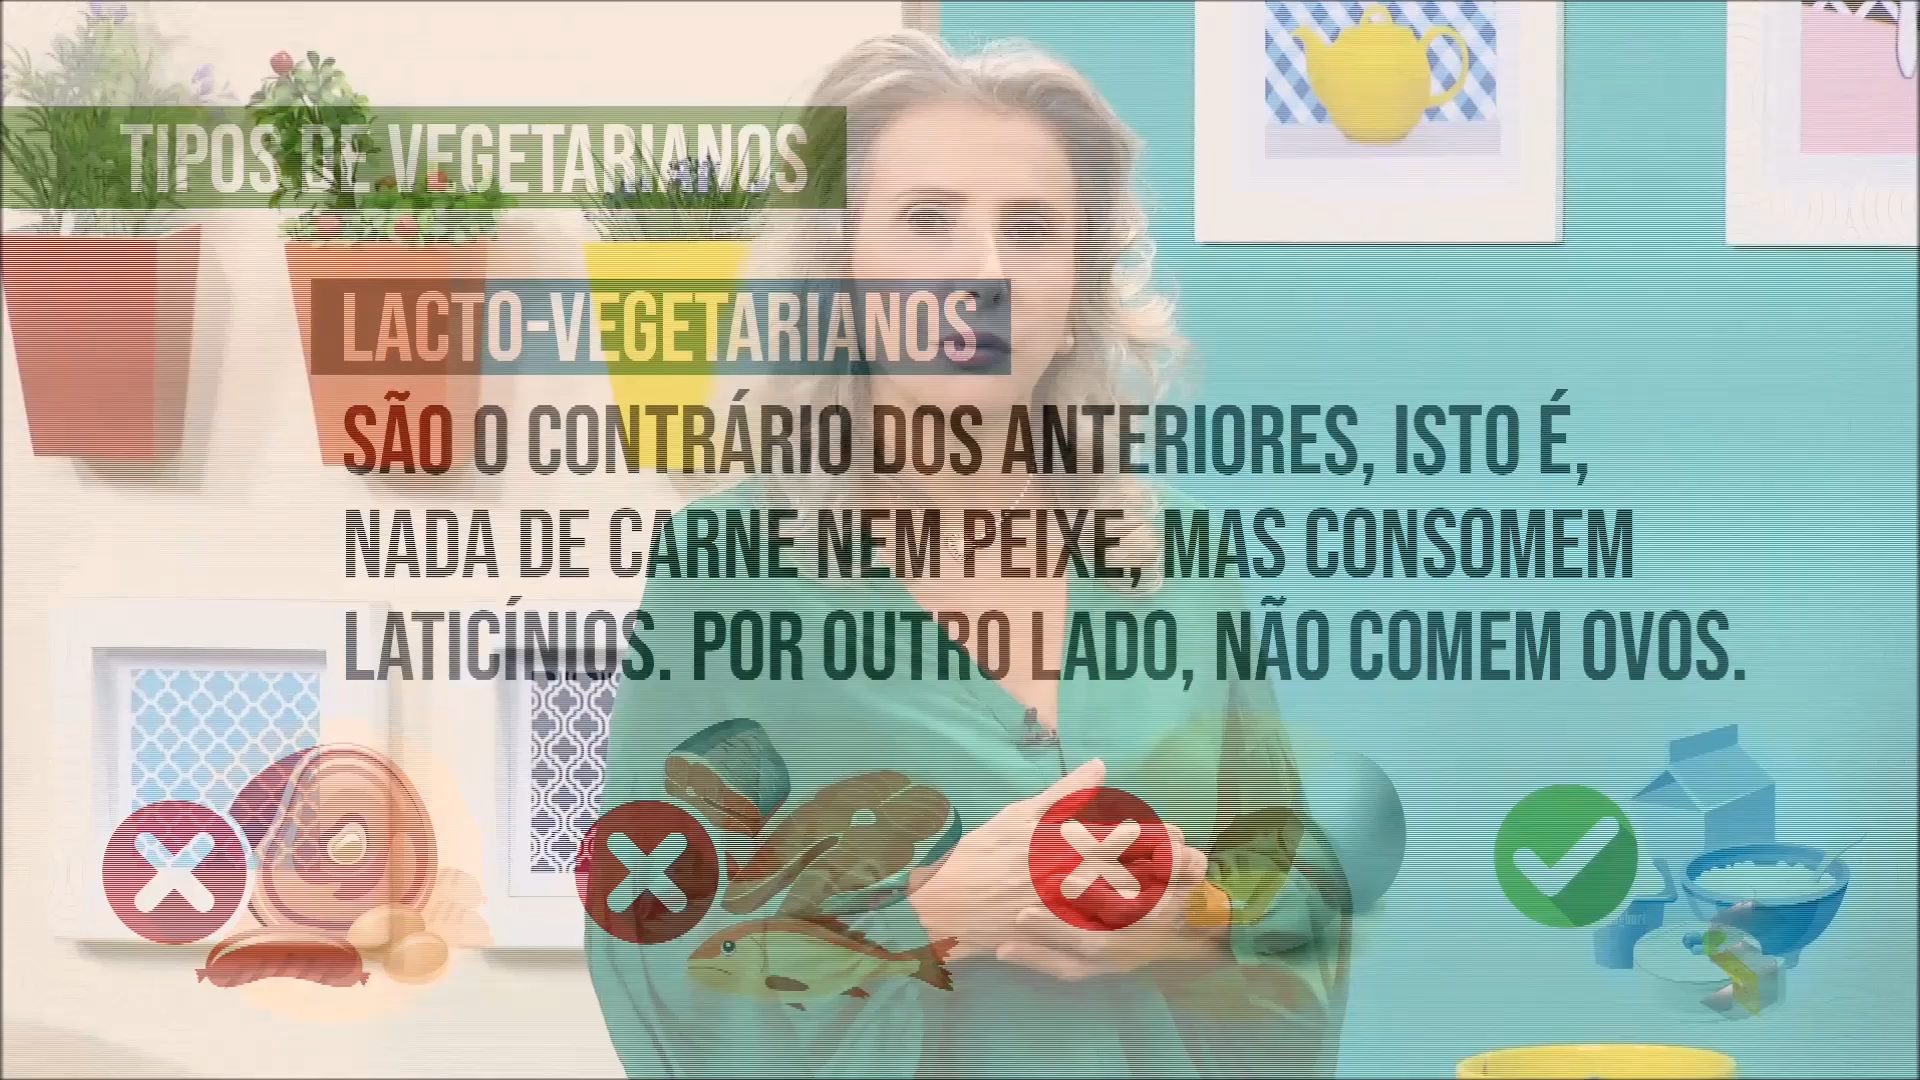 TIPOS DE VEGETARIANOS
LACTO-VEGETARIANOS
SÃO O CONTRÁRIO DOS ANTERIORES, ISTO É,
NADA DE CARNE NEM PEIXE, MAS CONSOMEM
LATICÍNIOS. POR OUTRO LADO, NÃO COMEM OVOS.